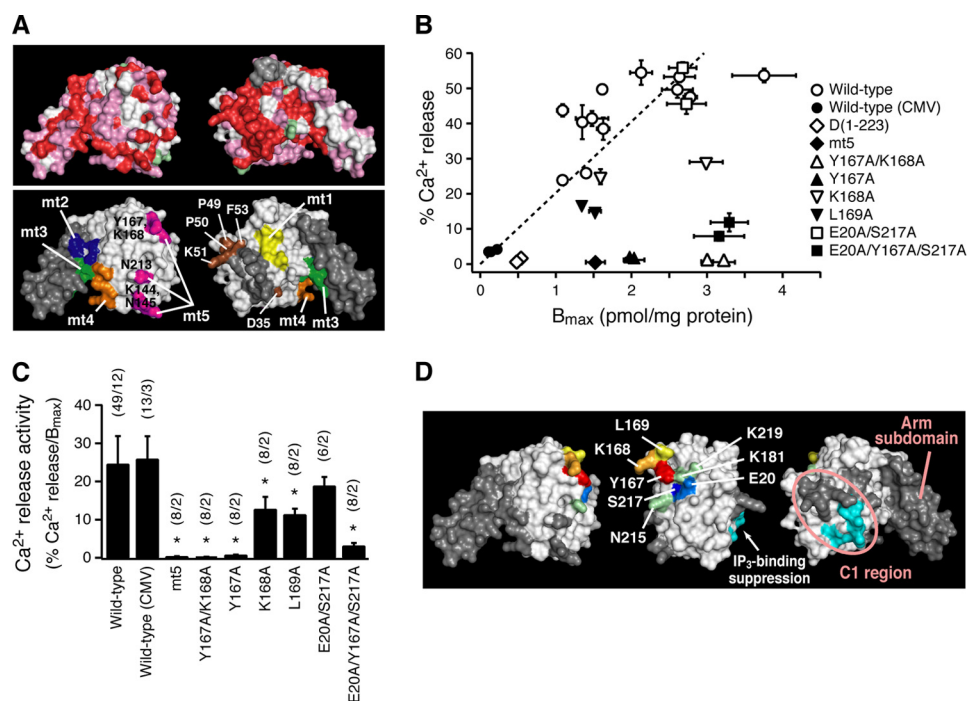 A
mt2
mt3
mt4
Y167,
K168
N213
K144,
N145
mt5
P49
F53
P50
K51
mt1
D35
mt4
mt3
B
% Ca2+ release
60
50
40
30
20
10
0
0
1
2
3
4
Bmax (pmol/mg protein)
Wild-type
Wild-type (CMV)
D(1-223)
mt5
Y167A/K168A
Y167A
K168A
L169A
E20A/S217A
E20A/Y167A/S217A
C
Ca2+ release activity
(% Ca2+ release/Bmax)
40
30
20
10
0
(49/12)
(13/3)
* (8/2)
* (8/2)
* (8/2)
* (8/2)
* (8/2)
(6/2)
* (8/2)
Wild-type
Wild-type (CMV)
mt5
Y167A/K168A
Y167A
K168A
L169A
E20A/S217A
E20A/Y167A/S217A
D
L169
K168
Y167
S217
N215
K219
K181
E20
IP3-binding
suppression
Arm
subdomain
C1 region